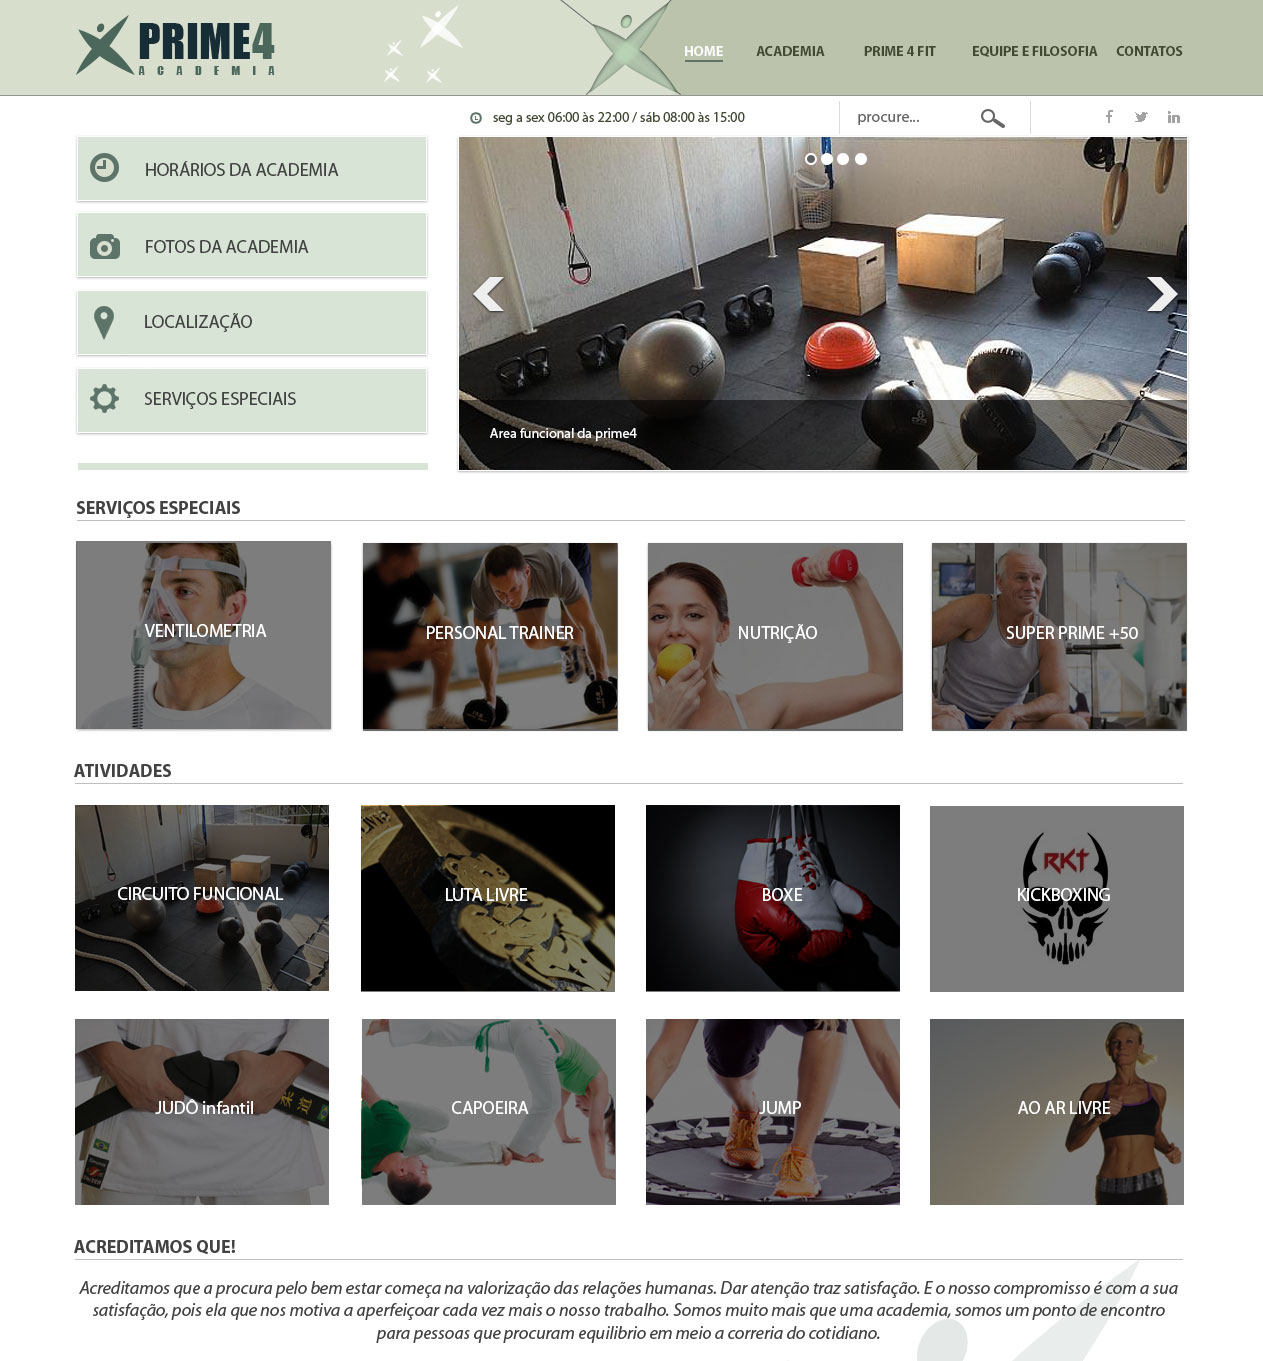 PRIME4
ACADEMIA
HOME
ACADEMIA
PRIME 4 FIT
EQUIPE E FILOSOFIA
CONTATOS
seg a sex 06:00 às 22:00 / sáb 08:00 às 15:00
procure...
HORÁRIOS DA ACADEMIA
FOTOS DA ACADEMIA
LOCALIZAÇÃO
SERVIÇOS ESPECIAIS
Area funcional da prime4
SERVIÇOS ESPECIAIS
VENTILOMETRIA
PERSONAL TRAINER
NUTRIÇÃO
SUPER PRIME +50
ATIVIDADES
CIRCUITO FUNCIONAL
LUTA LIVRE
BOXE
RKT
KICKBOXING
JUDÔ infantil
柔道
CAPOEIRA
JUMP
AO AR LIVRE
ACREDITAMOS QUE!
Acreditamos que a procura pelo bem estar começa na valorização das relações humanas. Dar atenção traz satisfação. E o nosso compromisso é com a sua
satisfação, pois ela que nos motiva a aperfeiçoar cada vez mais o nosso trabalho. Somos muito mais que uma academia, somos um ponto de encontro
para pessoas que procuram equilibrio em meio a correria do cotidiano.